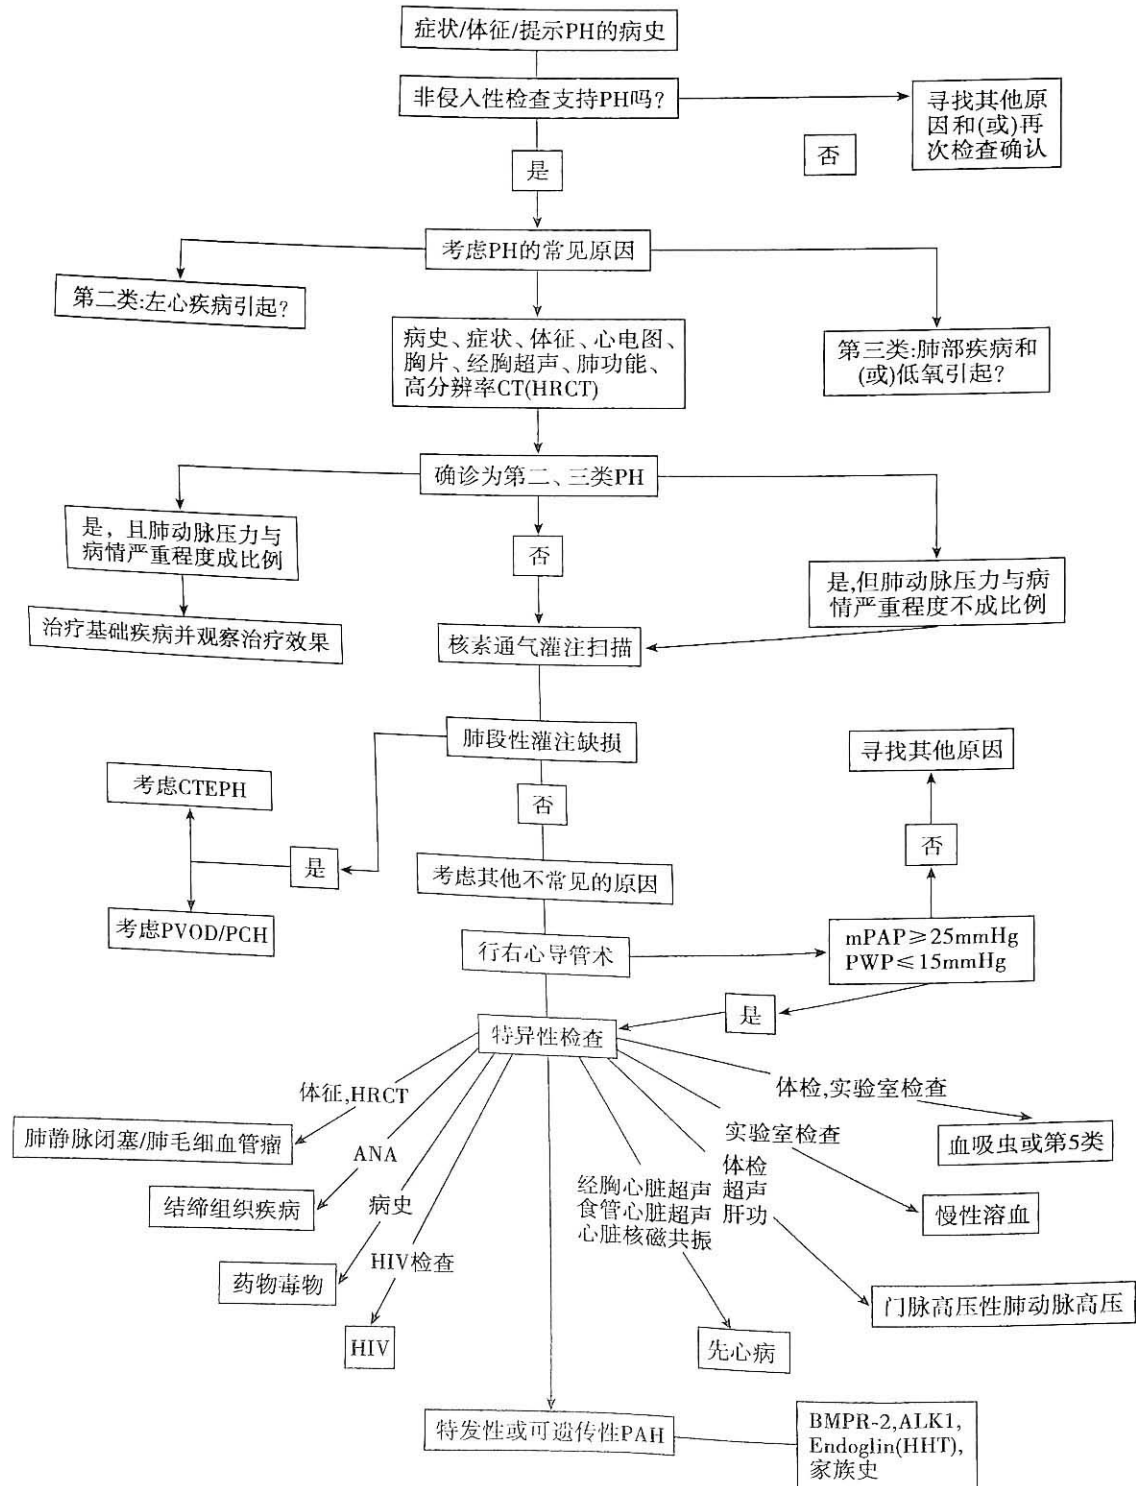 症状/体征/提示PH的病史
非侵入性检查支持PH吗？
寻找其他原
因和(或)再
次检查确认
否
是
考虑PH的常见原因
第二类:左心疾病引起？
病史、症状、体征、心电图、
胸片、经胸超声、肺功能、
高分辨率CT(HRCT)
第三类:肺部疾病和
(或)低氧引起？
确诊为第二、三类PH
是，且肺动脉压力与
病情严重程度成比例
否
是,但肺动脉压力与病
情严重程度不成比例
治疗基础疾病并观察治疗效果
核素通气灌注扫描
肺段性灌注缺损
寻找其他原因
考虑CTEPH
否
否
是
考虑其他不常见的原因
考虑PVOD/PCH
行右心导管术
mPAP≥25mmHg
PWP≤15mmHg
是
特异性检查
体征,HRCT
体检,实验室检查
肺静脉闭塞/肺毛细血管瘤
实验室检查
血吸虫或第5类
ANA
体检
超声
肝功
经胸心脏超声
食管心脏超声
心脏核磁共振
结缔组织疾病
病史
慢性溶血
HIV检查
药物毒物
门脉高压性肺动脉高压
HIV
先心病
特发性或可遗传性PAH
BMPR-2,ALK1,
Endoglin(HHT),
家族史